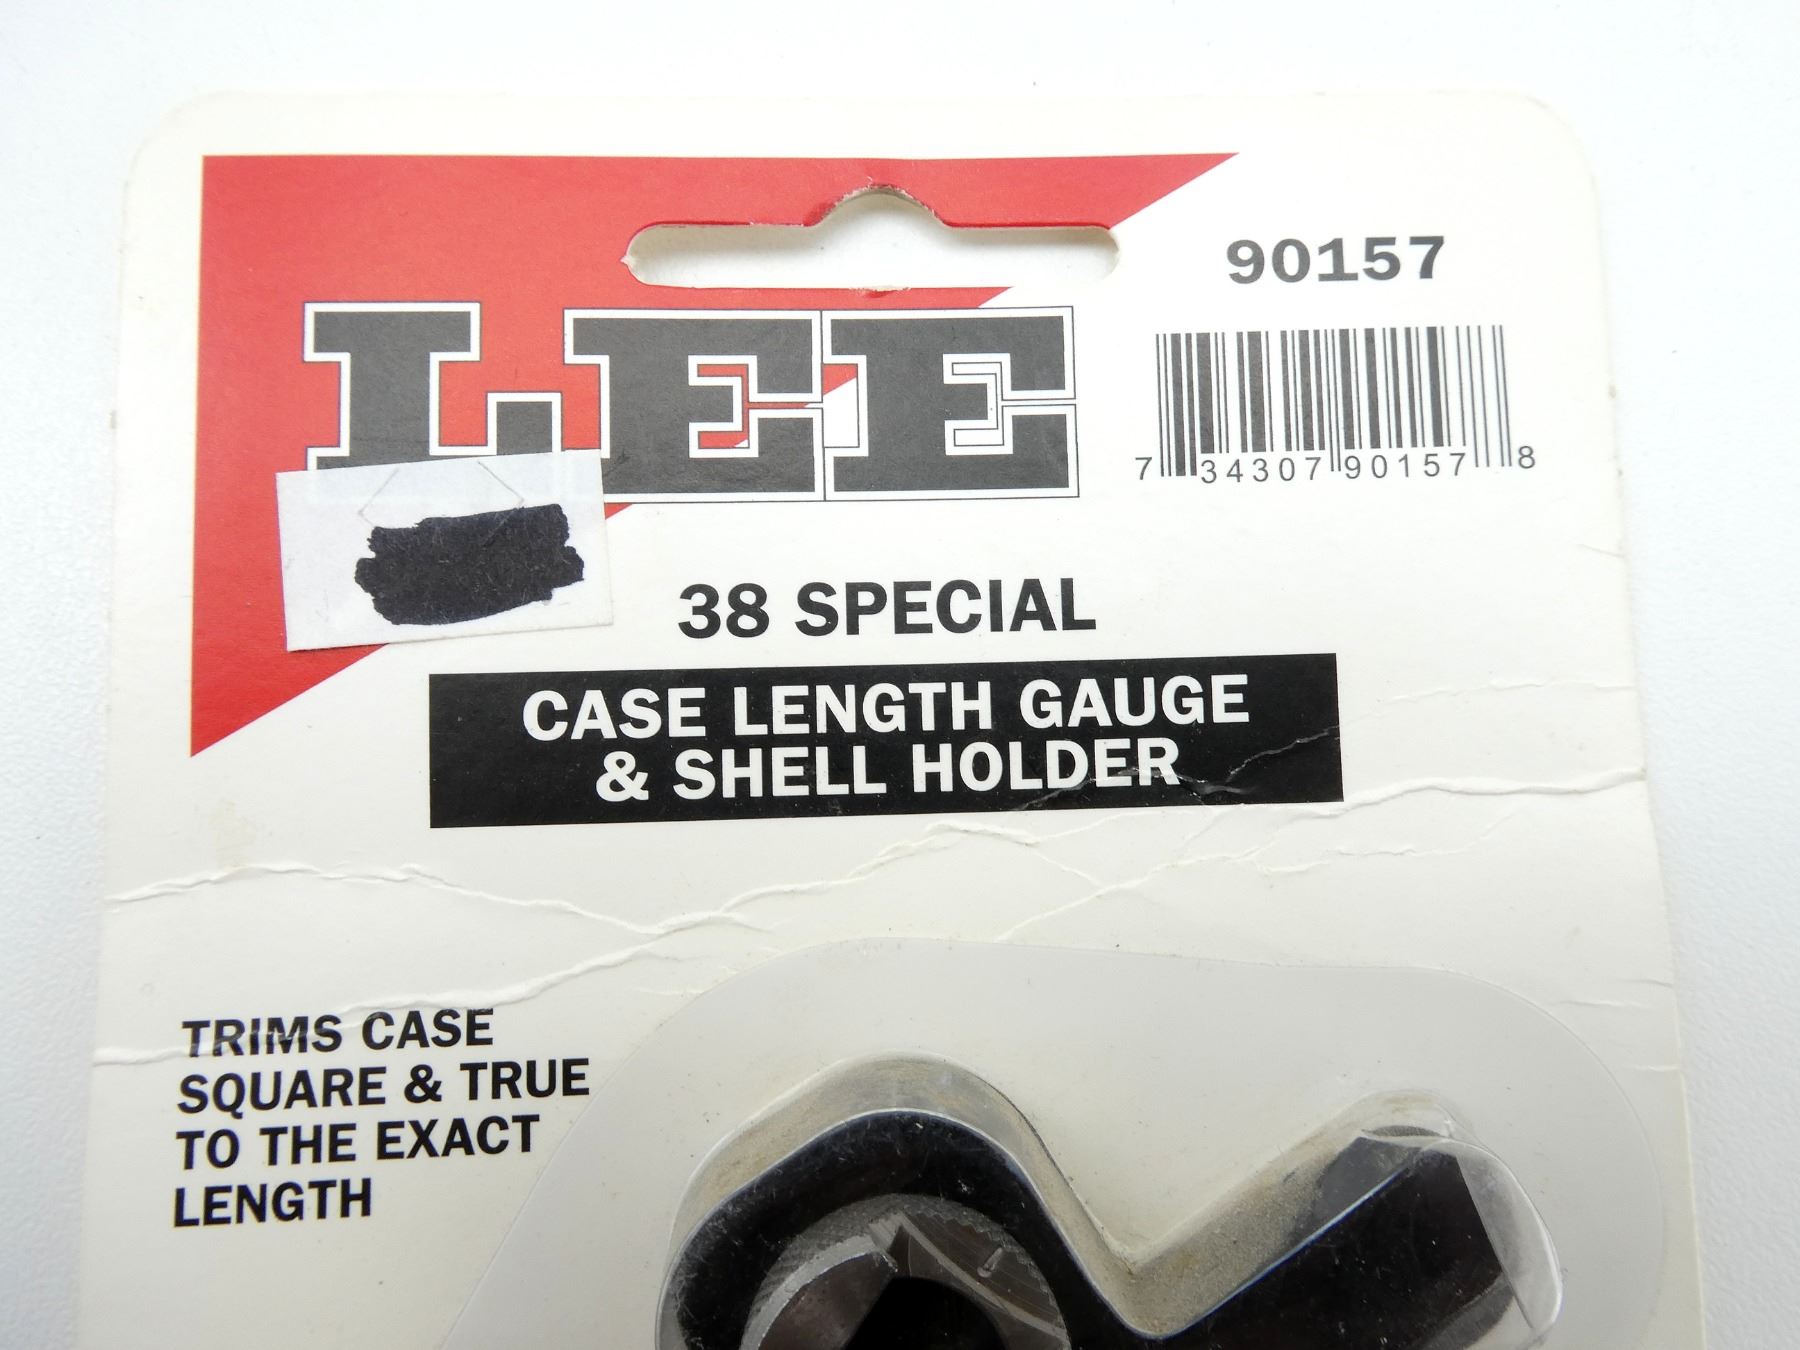 LEE
90157
7 34307 90157 8
38 SPECIAL
CASE LENGTH GAUGE
& SHELL HOLDER
TRIMS CASE
SQUARE & TRUE
TO THE EXACT
LENGTH